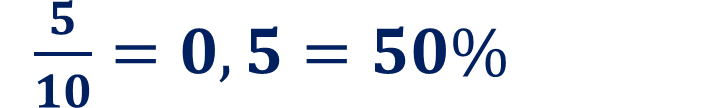 5/10 = 0,5 = 50%